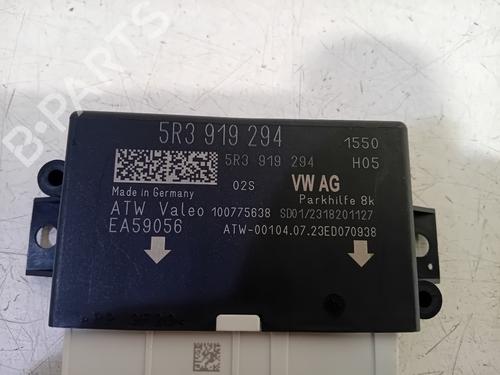 5R3 919 294 1550
5R3 919 294 H05
Made in Germany 02S VW AG
Parkhilfe 8k
ATW Valeo 100775638 SD01/2318201127
EA59056 ATW-00104.07.23ED070938
B-PARTS